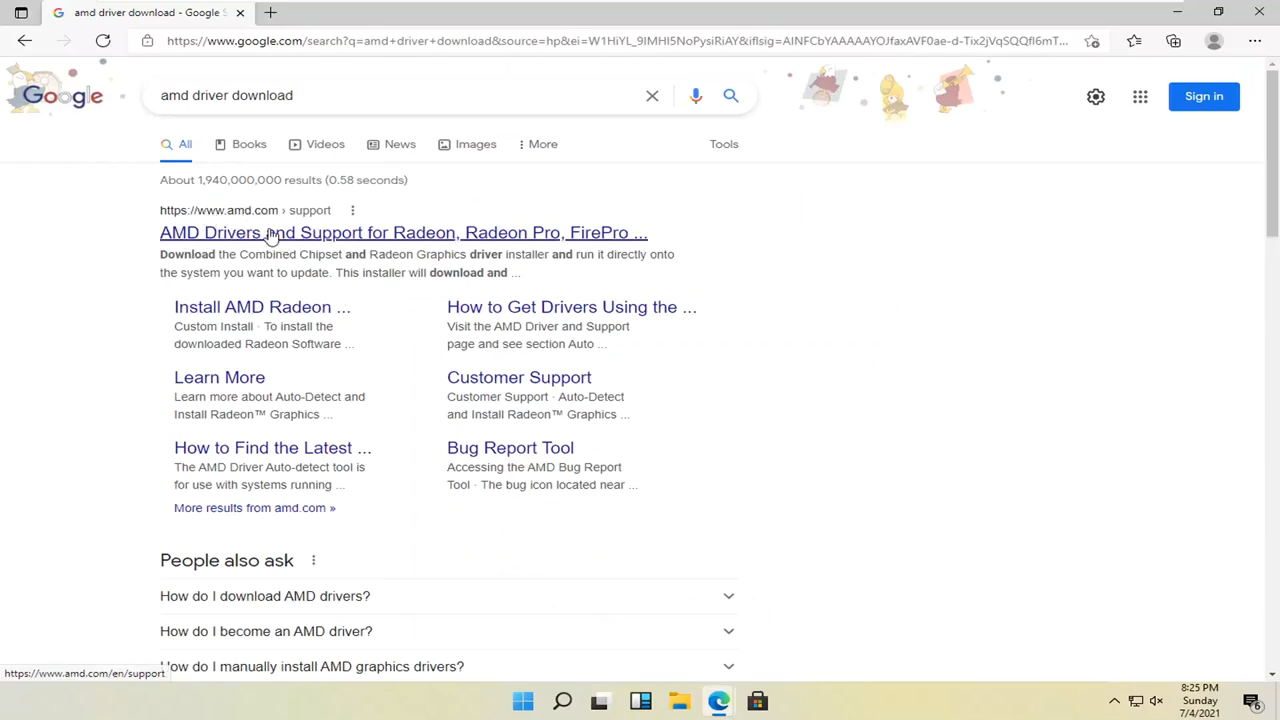 amd driver download - Google S
https://www.google.com/search?q=amd+driver+download&source=hp&ei=W1HiYL_9IMHI5NoPysiRiAY&iflsig=AINFCbYAAAAAYOJfaxAVF0ae-d-Tix2jVqSQQfl6mT...
Google
amd driver download
Sign in
All
Books
Videos
News
Images
More
Tools
About 1,940,000,000 results (0.58 seconds)
https://www.amd.com › support
AMD Drivers and Support for Radeon, Radeon Pro, FirePro ...
Download the Combined Chipset and Radeon Graphics driver installer and run it directly onto
the system you want to update. This installer will download and ...
Install AMD Radeon ...
Custom Install · To install the
downloaded Radeon Software ...
How to Get Drivers Using the ...
Visit the AMD Driver and Support
page and see section Auto ...
Learn More
Learn more about Auto-Detect and
Install Radeon™ Graphics ...
Customer Support
Customer Support · Auto-Detect
and Install Radeon™ Graphics ...
How to Find the Latest ...
The AMD Driver Auto-detect tool is
for use with systems running ...
Bug Report Tool
Accessing the AMD Bug Report
Tool · The bug icon located near ...
More results from amd.com »
People also ask
How do I download AMD drivers?
How do I become an AMD driver?
How do I manually install AMD graphics drivers?
https://www.amd.com/en/support
8:25 PM
Sunday
7/4/2021
6